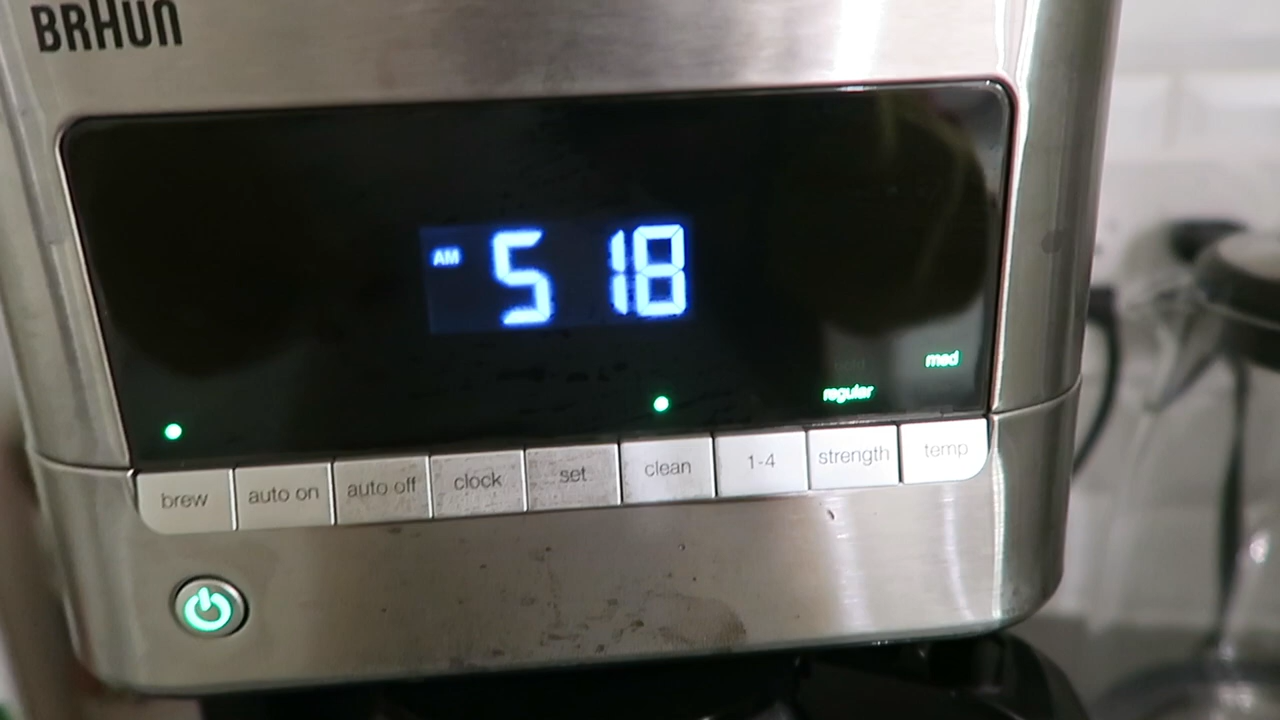 BRAUN
AM 5 18
med
regular
brew auto on auto off clock set clean 1-4 strength temp